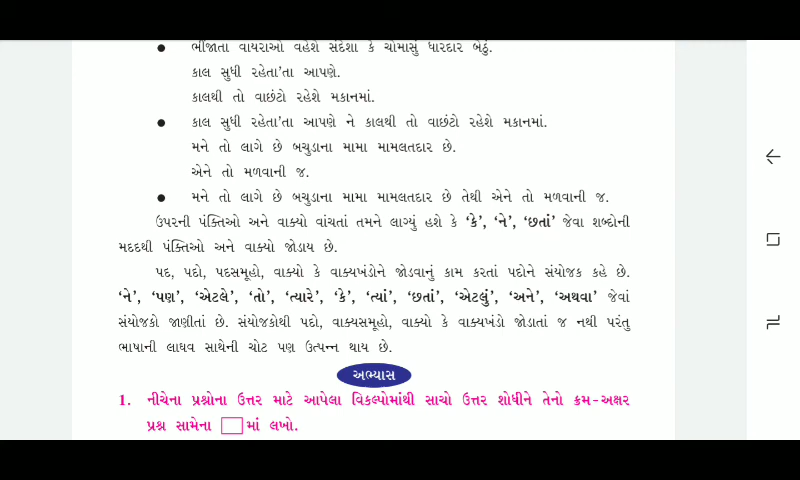 ● ભીંજાતા વાયરાઓ વહેશે સંદેશા કે ચોમાસું ધારદાર બેઠું.
કાલ સુધી રહેતા’તા આપણે.
કાલથી તો વાછંટો રહેશે મકાનમાં.
● કાલ સુધી રહેતા’તા આપણે ને કાલથી તો વાછંટો રહેશે મકાનમાં.
મને તો લાગે છે બચુડાના મામા મામલતદાર છે.
એને તો મળવાની જ.
● મને તો લાગે છે બચુડાના મામા મામલતદાર છે તેથી એને તો મળવાની જ.
ઉપરની પંક્તિઓ અને વાક્યો વાંચતાં તમને લાગ્યું હશે કે ‘કે’, ‘ને’, ‘છતાં’ જેવા શબ્દોની
મદદથી પંક્તિઓ અને વાક્યો જોડાય છે.
પદ, પદો, પદસમૂહો, વાક્યો કે વાક્યખંડોને જોડવાનું કામ કરતાં પદોને સંયોજક કહે છે.
‘ને’, ‘પણ’, ‘એટલે’, ‘તો’, ‘ત્યારે’, ‘કે’, ‘ત્યાં’, ‘છતાં’, ‘એટલું’, ‘અને’, ‘અથવા’ જેવાં
સંયોજકો જાણીતાં છે. સંયોજકોથી પદો, વાક્યસમૂહો, વાક્યો કે વાક્યખંડો જોડાતાં જ નથી પરંતુ
ભાષાની લાઘવ સાથેની ચોટ પણ ઉત્પન્ન થાય છે.
અભ્યાસ
1. નીચેના પ્રશ્નોના ઉત્તર માટે આપેલા વિકલ્પોમાંથી સાચો ઉત્તર શોધીને તેનો ક્રમ-અક્ષર
પ્રશ્ન સામેના □ માં લખો.